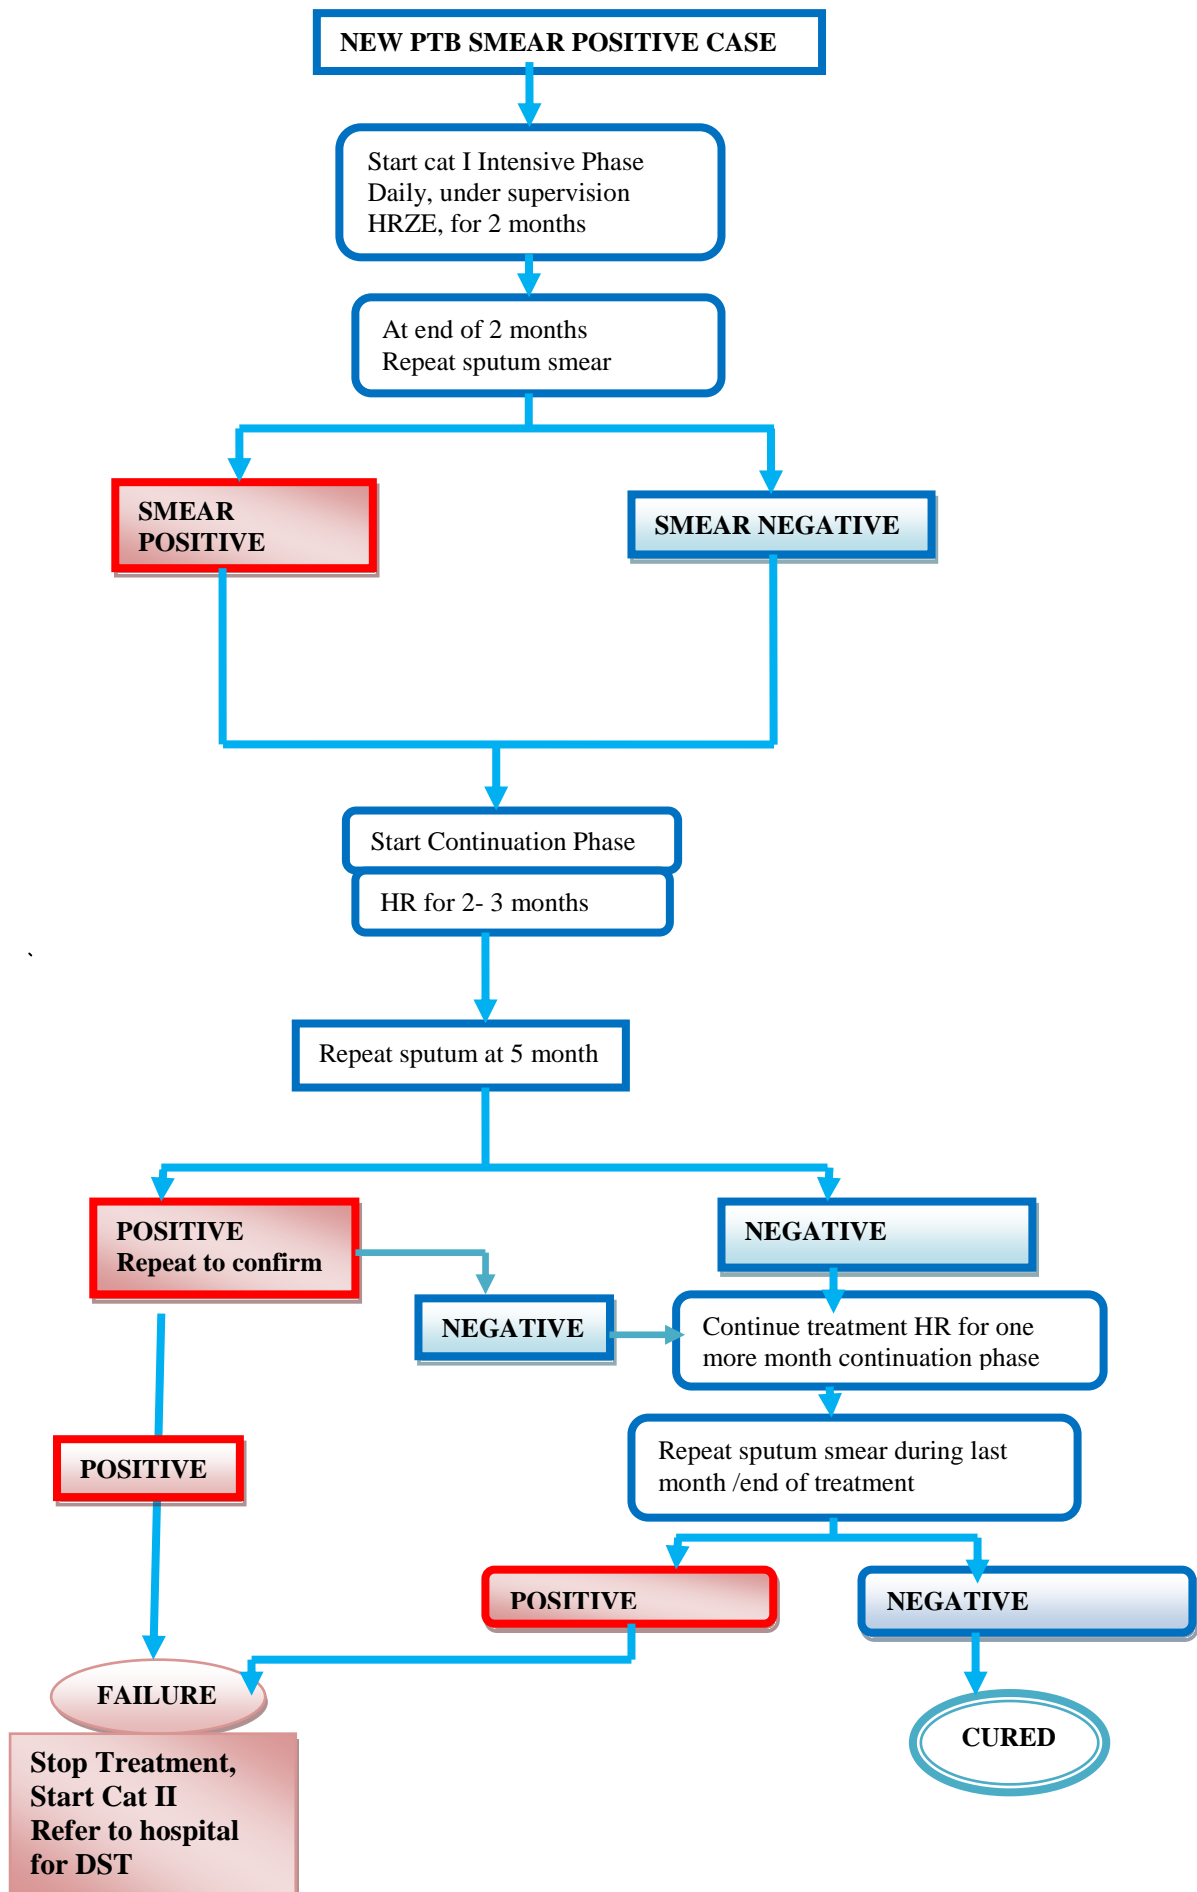 NEW PTB SMEAR POSITIVE CASE
Start cat I Intensive Phase
Daily, under supervision
HRZE, for 2 months
At end of 2 months
Repeat sputum smear
SMEAR
POSITIVE
SMEAR NEGATIVE
Start Continuation Phase
HR for 2- 3 months
`
Repeat sputum at 5 month
POSITIVE
Repeat to confirm
NEGATIVE
NEGATIVE
Continue treatment HR for one
more month continuation phase
POSITIVE
Repeat sputum smear during last
month /end of treatment
POSITIVE
NEGATIVE
FAILURE
CURED
Stop Treatment,
Start Cat II
Refer to hospital
for DST